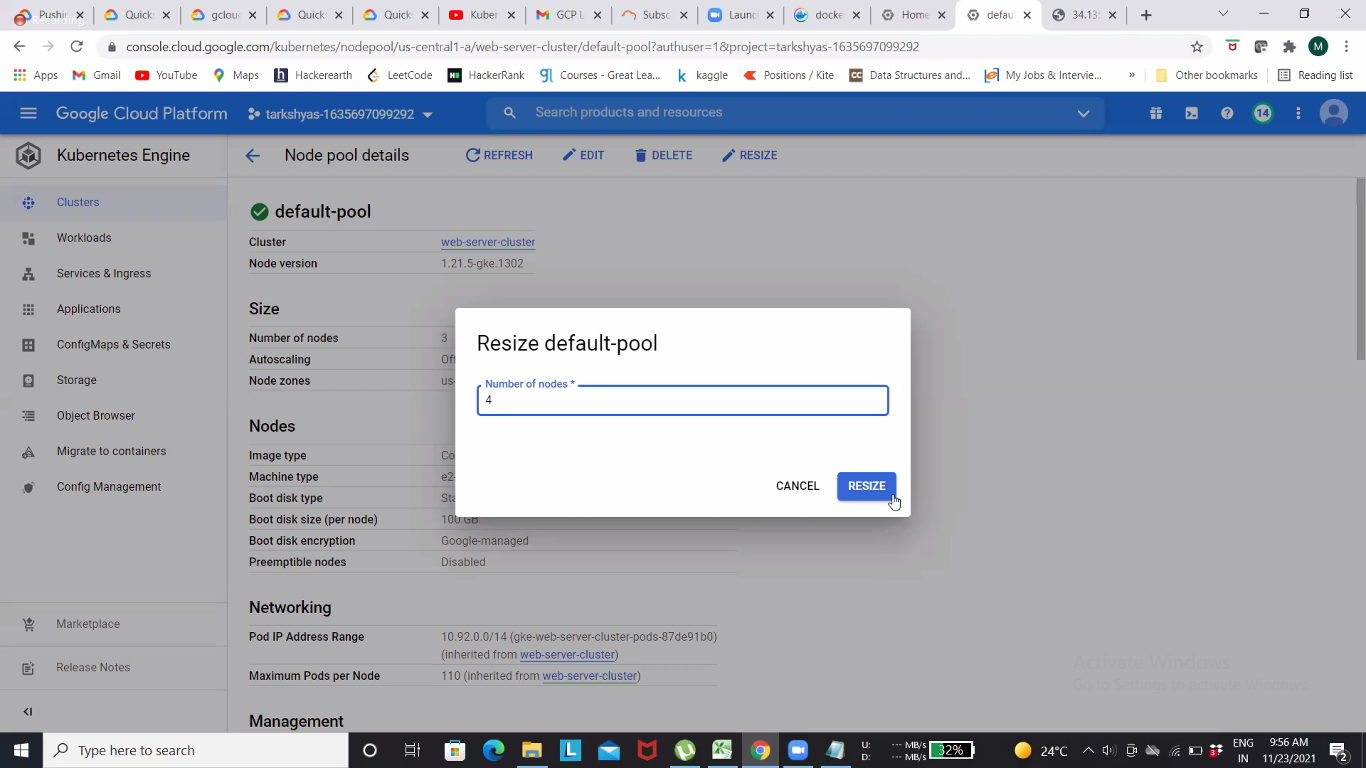 Recording
Pushin
Quicks
gcloud
Quicks
Quicks
Kuber
GCP L
Subsc
Launc
docke
Home
defau
34.13
console.cloud.google.com/kubernetes/nodepool/us-central1-a/web-server-cluster/default-pool?authuser=1&project=tarkshyas-1635697099292
M
Apps
Gmail
YouTube
Maps
Hackerearth
LeetCode
HackerRank
Courses - Great Lea...
kaggle
Positions / Kite
Data Structures and...
My Jobs & Intervie...
»
Other bookmarks
Reading list
Google Cloud Platform
tarkshyas-1635697099292
Search products and resources
14
Kubernetes Engine
Node pool details
REFRESH
EDIT
DELETE
RESIZE
Clusters
Workloads
Services & Ingress
Applications
ConfigMaps & Secrets
Storage
Object Browser
Migrate to containers
Config Management
Marketplace
Release Notes
default-pool
Cluster web-server-cluster
Node version 1.21.5-gke.1302
Size
Number of nodes 3
Autoscaling Of
Node zones us-
Nodes
Image type Co
Machine type e2-
Boot disk type Sta
Boot disk size (per node) 100 GB
Boot disk encryption Google-managed
Preemptible nodes Disabled
Networking
Pod IP Address Range 10.92.0.0/14 (gke-web-server-cluster-pods-87de91b0)
(inherited from web-server-cluster)
Maximum Pods per Node 110 (inherited from web-server-cluster)
Management
Resize default-pool
Number of nodes *
4
CANCEL
RESIZE
Activate Windows
Go to Settings to activate Windows.
Type here to search
U: --- MB/s
D: --- MB/s
32%
24°C
ENG
IN
9:56 AM
11/23/2021
2